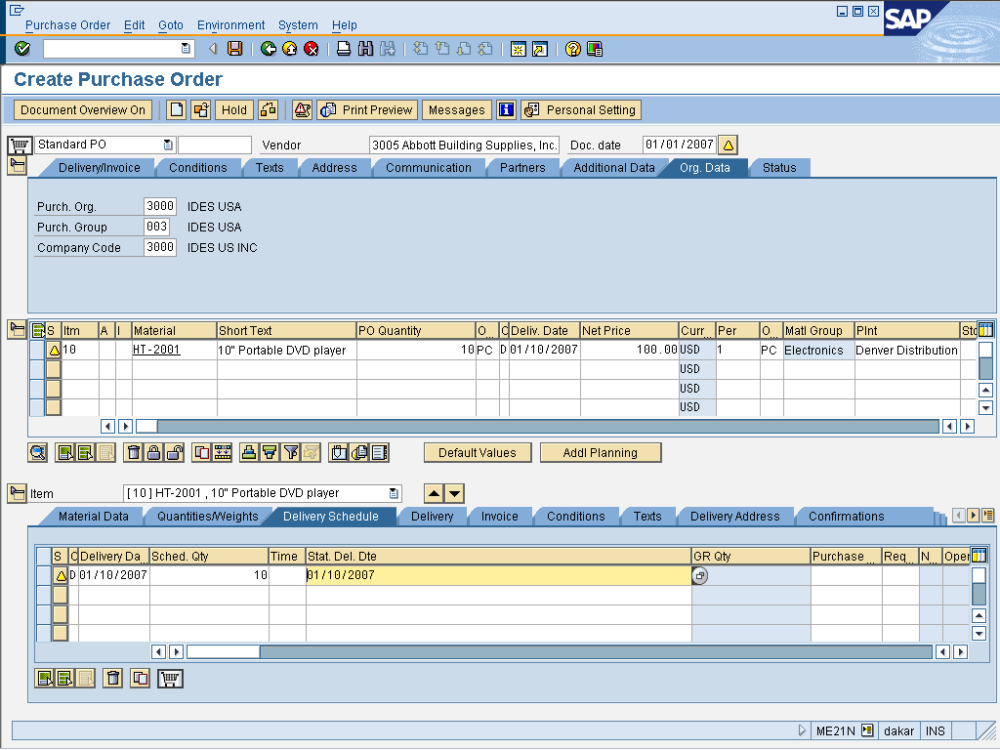 Purchase Order Edit Goto Environment System Help
SAP
Create Purchase Order
Document Overview On Hold Print Preview Messages Personal Setting
Standard PO Vendor 3005 Abbott Building Supplies, Inc. Doc. date 01/01/2007
Delivery/Invoice Conditions Texts Address Communication Partners Additional Data Org. Data Status
Purch. Org. 3000 IDES USA
Purch. Group 003 IDES USA
Company Code 3000 IDES US INC
S Itm A I Material Short Text PO Quantity O... C Deliv. Date Net Price Curr... Per O... Matl Group Plnt Sto
10 HT-2001 10" Portable DVD player 10 PC D 01/10/2007 100.00 USD 1 PC Electronics Denver Distribution
USD
USD
USD
Default Values Addl Planning
Item [ 10 ] HT-2001 , 10" Portable DVD player
Material Data Quantities/Weights Delivery Schedule Delivery Invoice Conditions Texts Delivery Address Confirmations
S C Delivery Da... Sched. Qty Time Stat. Del. Dte GR Qty Purchase ... Req... N... Open
D 01/10/2007 10 01/10/2007
ME21N dakar INS